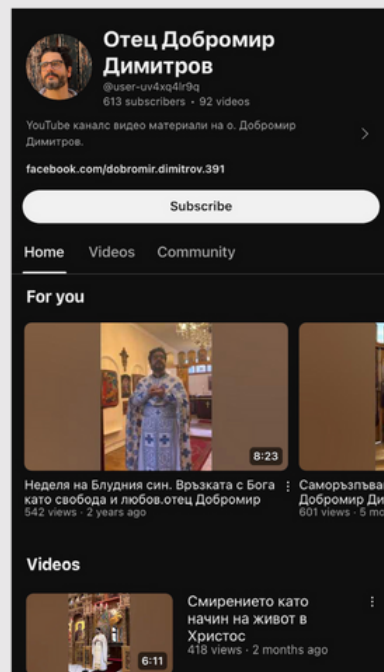 Отец Добромир
Димитров
@user-uv4xq4lr9q
613 subscribers • 92 videos
YouTube каналс видео материали на о. Добромир
Димитров.
facebook.com/dobromir.dimitrov.391
Subscribe
Home Videos Community
For you
8:23
Неделя на Блудния син. Връзката с Бога
като свобода и любов.отец Добромир
542 views · 2 years ago
Саморъзпъва
Добромир Ди
601 views · 5 mo
Videos
6:11
Смирението като
начин на живот в
Христос
418 views · 2 months ago